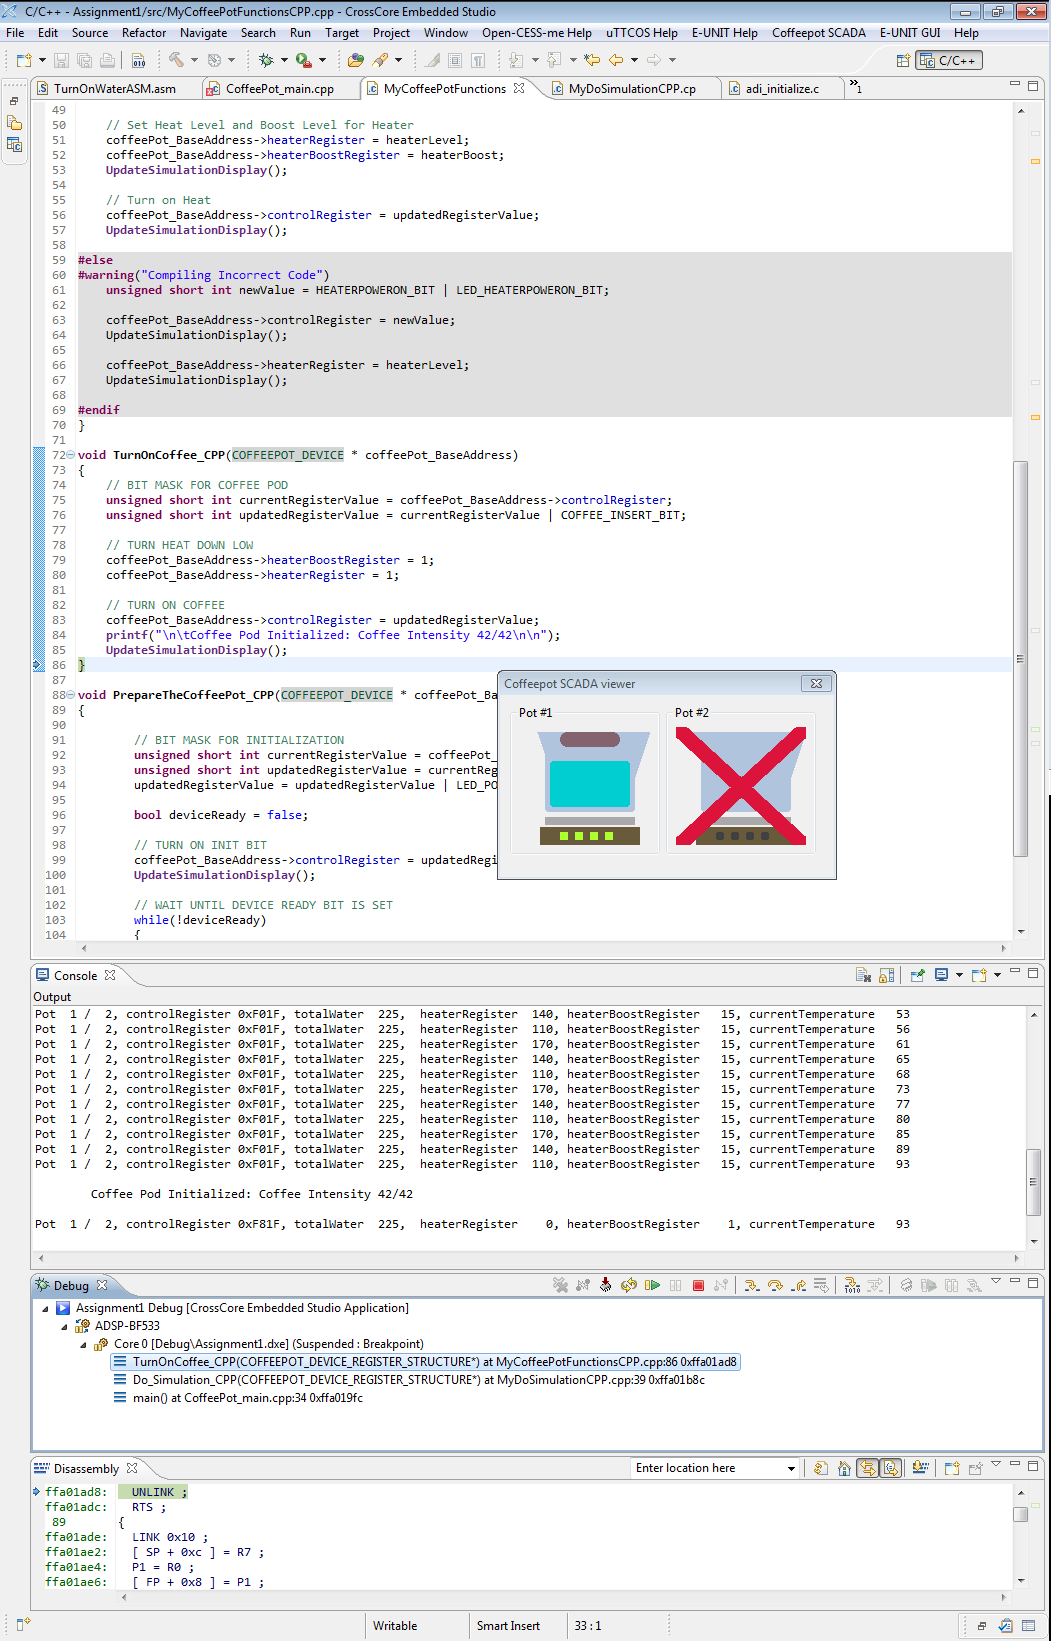 C/C++ - Assignment1/src/MyCoffeePotFunctionsCPP.cpp - CrossCore Embedded Studio
File Edit Source Refactor Navigate Search Run Target Project Window Open-CESS-me Help uTTCOS Help E-UNIT Help Coffeepot SCADA E-UNIT GUI Help
C/C++
TurnOnWaterASM.asm CoffeePot_main.cpp MyCoffeePotFunctions MyDoSimulationCPP.cp adi_initialize.c »1
49
50 // Set Heat Level and Boost Level for Heater
51 coffeePot_BaseAddress->heaterRegister = heaterLevel;
52 coffeePot_BaseAddress->heaterBoostRegister = heaterBoost;
53 UpdateSimulationDisplay();
54
55 // Turn on Heat
56 coffeePot_BaseAddress->controlRegister = updatedRegisterValue;
57 UpdateSimulationDisplay();
58
59 #else
60 #warning("Compiling Incorrect Code")
61 unsigned short int newValue = HEATERPOWERON_BIT | LED_HEATERPOWERON_BIT;
62
63 coffeePot_BaseAddress->controlRegister = newValue;
64 UpdateSimulationDisplay();
65
66 coffeePot_BaseAddress->heaterRegister = heaterLevel;
67 UpdateSimulationDisplay();
68
69 #endif
70 }
71
72 void TurnOnCoffee_CPP(COFFEEPOT_DEVICE * coffeePot_BaseAddress)
73 {
74 // BIT MASK FOR COFFEE POD
75 unsigned short int currentRegisterValue = coffeePot_BaseAddress->controlRegister;
76 unsigned short int updatedRegisterValue = currentRegisterValue | COFFEE_INSERT_BIT;
77
78 // TURN HEAT DOWN LOW
79 coffeePot_BaseAddress->heaterBoostRegister = 1;
80 coffeePot_BaseAddress->heaterRegister = 1;
81
82 // TURN ON COFFEE
83 coffeePot_BaseAddress->controlRegister = updatedRegisterValue;
84 printf("\n\tCoffee Pod Initialized: Coffee Intensity 42/42\n\n");
85 UpdateSimulationDisplay();
86 }
87
88 void PrepareTheCoffeePot_CPP(COFFEEPOT_DEVICE * coffeePot_Ba
89 {
90
91 // BIT MASK FOR INITIALIZATION
92 unsigned short int currentRegisterValue = coffeePot_
93 unsigned short int updatedRegisterValue = currentReg
94 updatedRegisterValue = updatedRegisterValue | LED_PO
95
96 bool deviceReady = false;
97
98 // TURN ON INIT BIT
99 coffeePot_BaseAddress->controlRegister = updatedRegi
100 UpdateSimulationDisplay();
101
102 // WAIT UNTIL DEVICE READY BIT IS SET
103 while(!deviceReady)
104 {
Coffeepot SCADA viewer
Pot #1 Pot #2
Console
Output
Pot 1 / 2, controlRegister 0xF01F, totalWater 225, heaterRegister 140, heaterBoostRegister 15, currentTemperature 53
Pot 1 / 2, controlRegister 0xF01F, totalWater 225, heaterRegister 110, heaterBoostRegister 15, currentTemperature 56
Pot 1 / 2, controlRegister 0xF01F, totalWater 225, heaterRegister 170, heaterBoostRegister 15, currentTemperature 61
Pot 1 / 2, controlRegister 0xF01F, totalWater 225, heaterRegister 140, heaterBoostRegister 15, currentTemperature 65
Pot 1 / 2, controlRegister 0xF01F, totalWater 225, heaterRegister 110, heaterBoostRegister 15, currentTemperature 68
Pot 1 / 2, controlRegister 0xF01F, totalWater 225, heaterRegister 170, heaterBoostRegister 15, currentTemperature 73
Pot 1 / 2, controlRegister 0xF01F, totalWater 225, heaterRegister 140, heaterBoostRegister 15, currentTemperature 77
Pot 1 / 2, controlRegister 0xF01F, totalWater 225, heaterRegister 110, heaterBoostRegister 15, currentTemperature 80
Pot 1 / 2, controlRegister 0xF01F, totalWater 225, heaterRegister 170, heaterBoostRegister 15, currentTemperature 85
Pot 1 / 2, controlRegister 0xF01F, totalWater 225, heaterRegister 140, heaterBoostRegister 15, currentTemperature 89
Pot 1 / 2, controlRegister 0xF01F, totalWater 225, heaterRegister 110, heaterBoostRegister 15, currentTemperature 93
Coffee Pod Initialized: Coffee Intensity 42/42
Pot 1 / 2, controlRegister 0xF81F, totalWater 225, heaterRegister 0, heaterBoostRegister 1, currentTemperature 93
Debug
Assignment1 Debug [CrossCore Embedded Studio Application]
ADSP-BF533
Core 0 [Debug\Assignment1.dxe] (Suspended : Breakpoint)
TurnOnCoffee_CPP(COFFEEPOT_DEVICE_REGISTER_STRUCTURE*) at MyCoffeePotFunctionsCPP.cpp:86 0xffa01ad8
Do_Simulation_CPP(COFFEEPOT_DEVICE_REGISTER_STRUCTURE*) at MyDoSimulationCPP.cpp:39 0xffa01b8c
main() at CoffeePot_main.cpp:34 0xffa019fc
Disassembly Enter location here
ffa01ad8: UNLINK ;
ffa01adc: RTS ;
89 {
ffa01ade: LINK 0x10 ;
ffa01ae2: [ SP + 0xc ] = R7 ;
ffa01ae4: P1 = R0 ;
ffa01ae6: [ FP + 0x8 ] = P1 ;
Writable Smart Insert 33 : 1